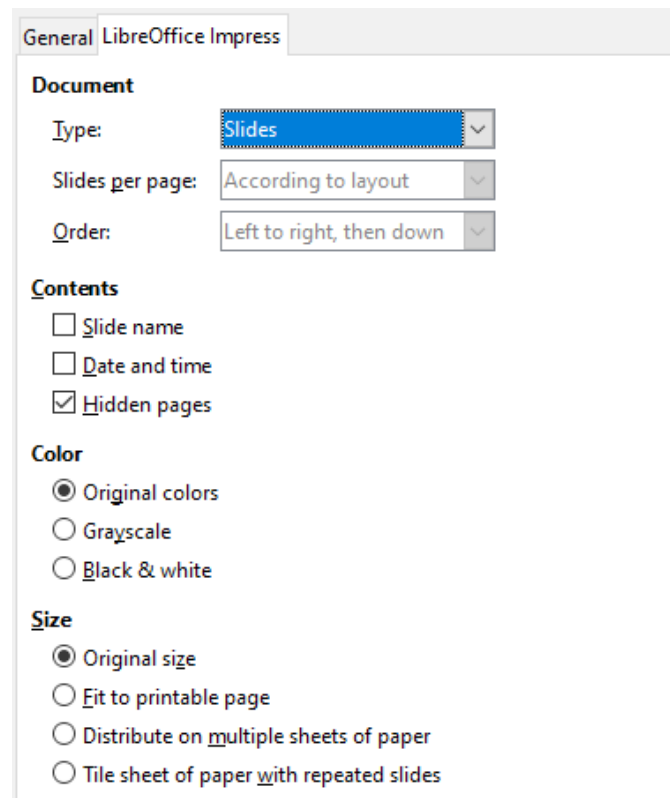 General LibreOffice Impress
Document
Type: Slides
Slides per page: According to layout
Order: Left to right, then down
Contents
Slide name
Date and time
Hidden pages
Color
Original colors
Grayscale
Black & white
Size
Original size
Fit to printable page
Distribute on multiple sheets of paper
Tile sheet of paper with repeated slides